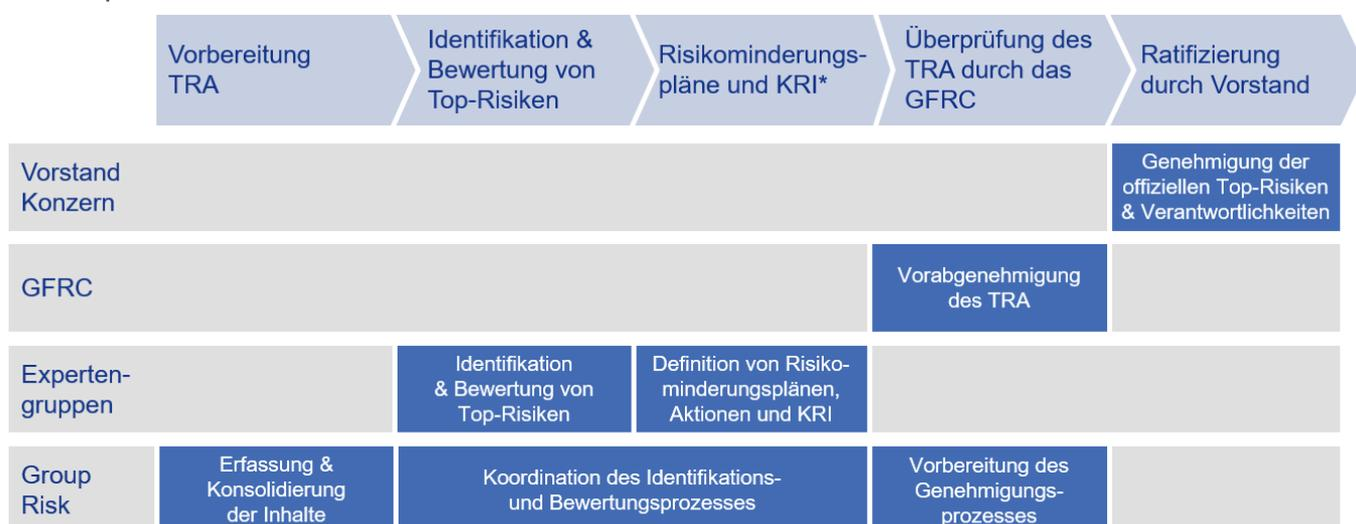 Vorbereitung
TRA
Identifikation &
Bewertung von
Top-Risiken
Risikominderungs-
pläne und KRI*
Überprüfung des
TRA durch das
GFRC
Ratifizierung
durch Vorstand
Vorstand
Konzern
Genehmigung der
offiziellen Top-Risiken
& Verantwortlichkeiten
GFRC
Vorabgenehmigung
des TRA
Experten-
gruppen
Identifikation
& Bewertung von
Top-Risiken
Definition von Risiko-
minderungsplänen,
Aktionen und KRI
Group
Risk
Erfassung &
Konsolidierung
der Inhalte
Koordination des Identifikations-
und Bewertungsprozesses
Vorbereitung des
Genehmigungs-
prozesses